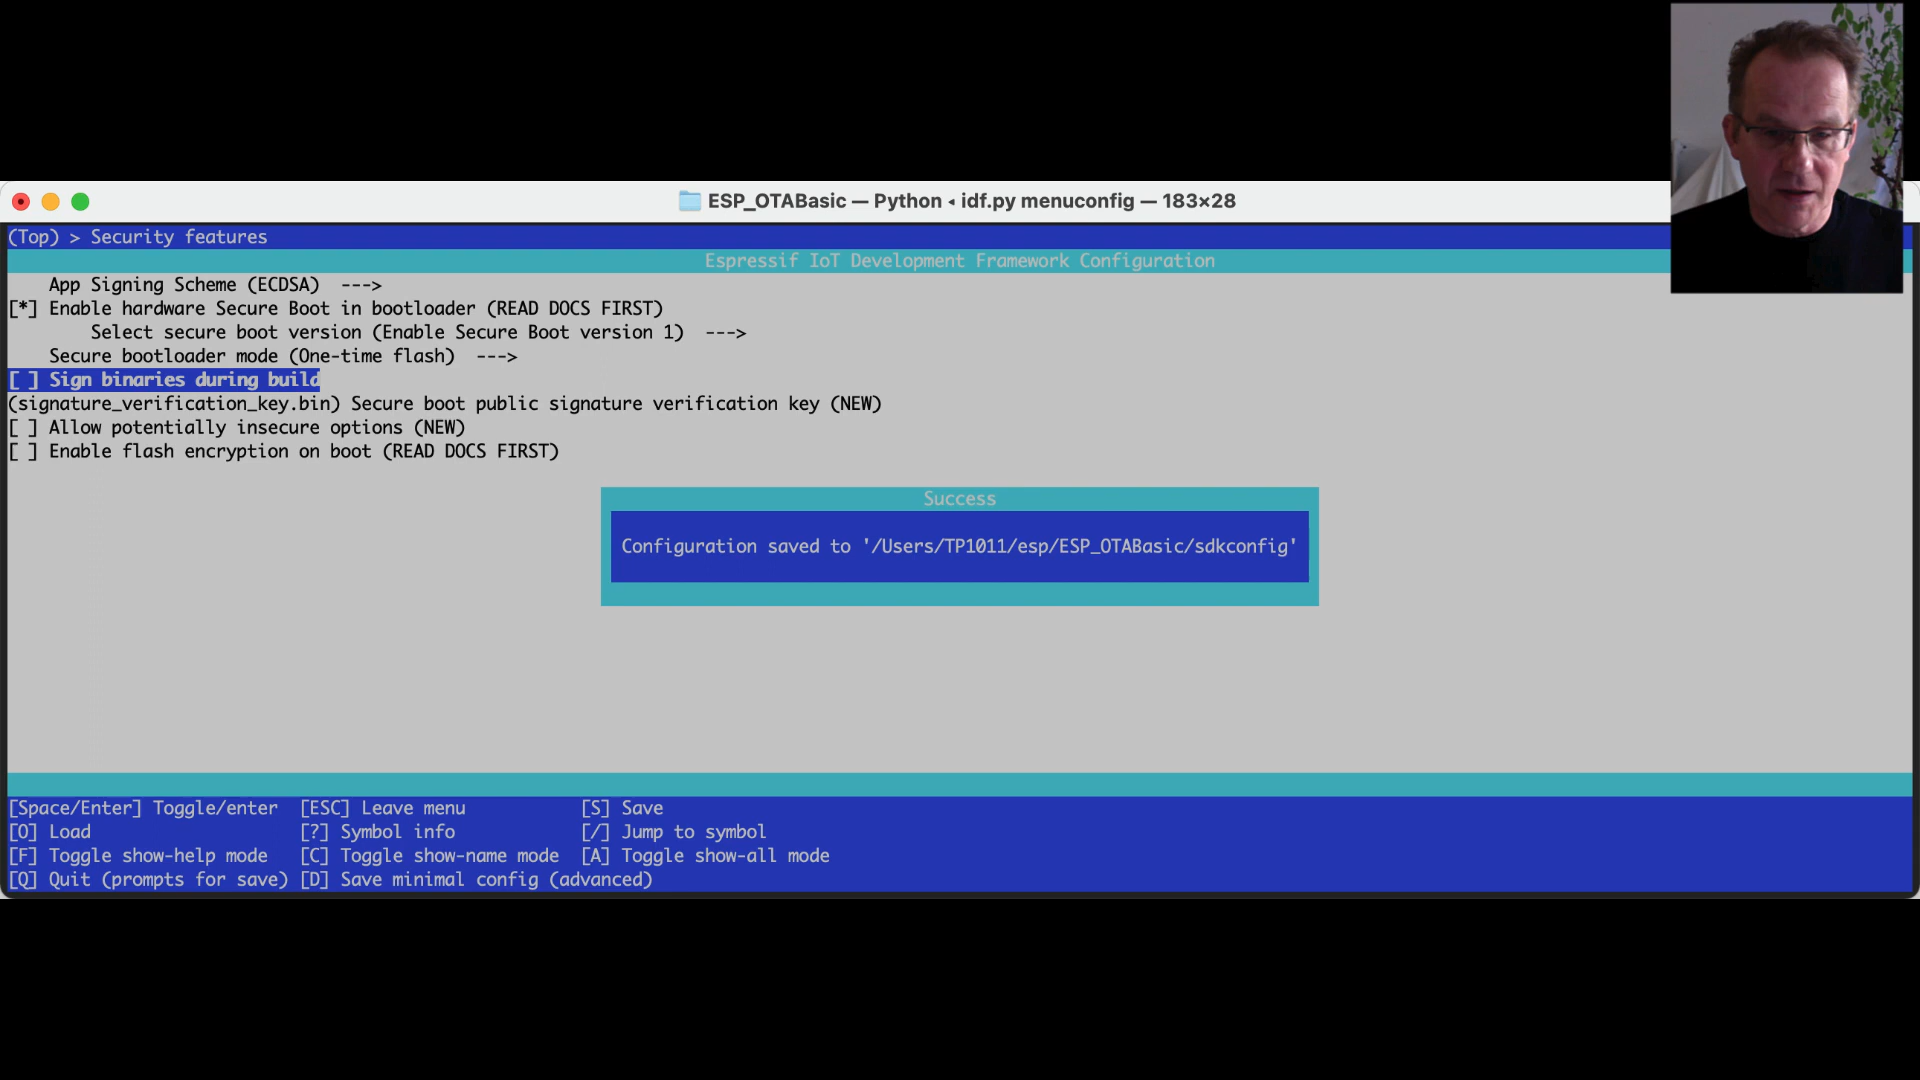 ESP_OTABasic — Python ◂ idf.py menuconfig — 183×28
(Top) > Security features
Espressif IoT Development Framework Configuration
App Signing Scheme (ECDSA)  --->
[*] Enable hardware Secure Boot in bootloader (READ DOCS FIRST)
Select secure boot version (Enable Secure Boot version 1)  --->
Secure bootloader mode (One-time flash)  --->
[ ] Sign binaries during build
(signature_verification_key.bin) Secure boot public signature verification key (NEW)
[ ] Allow potentially insecure options (NEW)
[ ] Enable flash encryption on boot (READ DOCS FIRST)
Success
Configuration saved to '/Users/TP1011/esp/ESP_OTABasic/sdkconfig'
[Space/Enter] Toggle/enter  [ESC] Leave menu  [S] Save
[O] Load  [?] Symbol info  [/] Jump to symbol
[F] Toggle show-help mode  [C] Toggle show-name mode  [A] Toggle show-all mode
[Q] Quit (prompts for save) [D] Save minimal config (advanced)